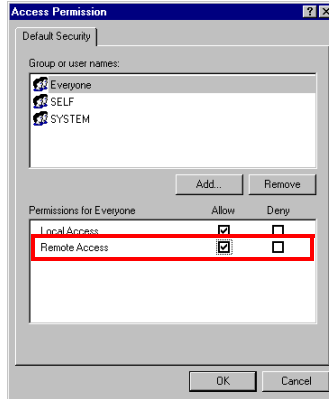 Access Permission
Default Security
Group or user names:
Everyone
SELF
SYSTEM
Add... Remove
Permissions for Everyone Allow Deny
Local Access
Remote Access
OK Cancel